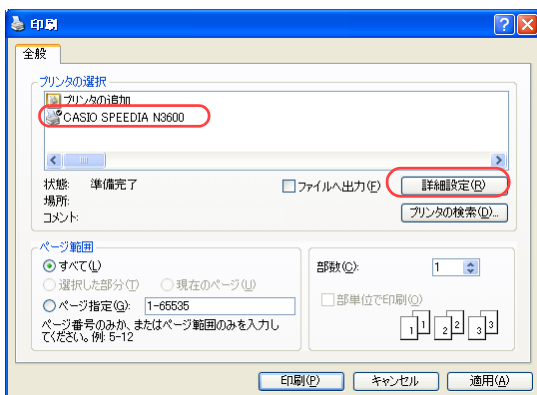 印刷
全般
プリンタの選択
プリンタの追加
CASIO SPEEDIA N3600
状態: 準備完了
場所:
コメント:
ファイルへ出力(F)
詳細設定(R)
プリンタの検索(D)...
ページ範囲
すべて(L)
選択した部分(T) 現在のページ(U)
ページ指定(G): 1-65535
ページ番号のみか、またはページ範囲のみを入力し
てください。例: 5-12
部数(C): 1
部単位で印刷(O)
1 1 2 2 3 3
印刷(P) キャンセル 適用(A)